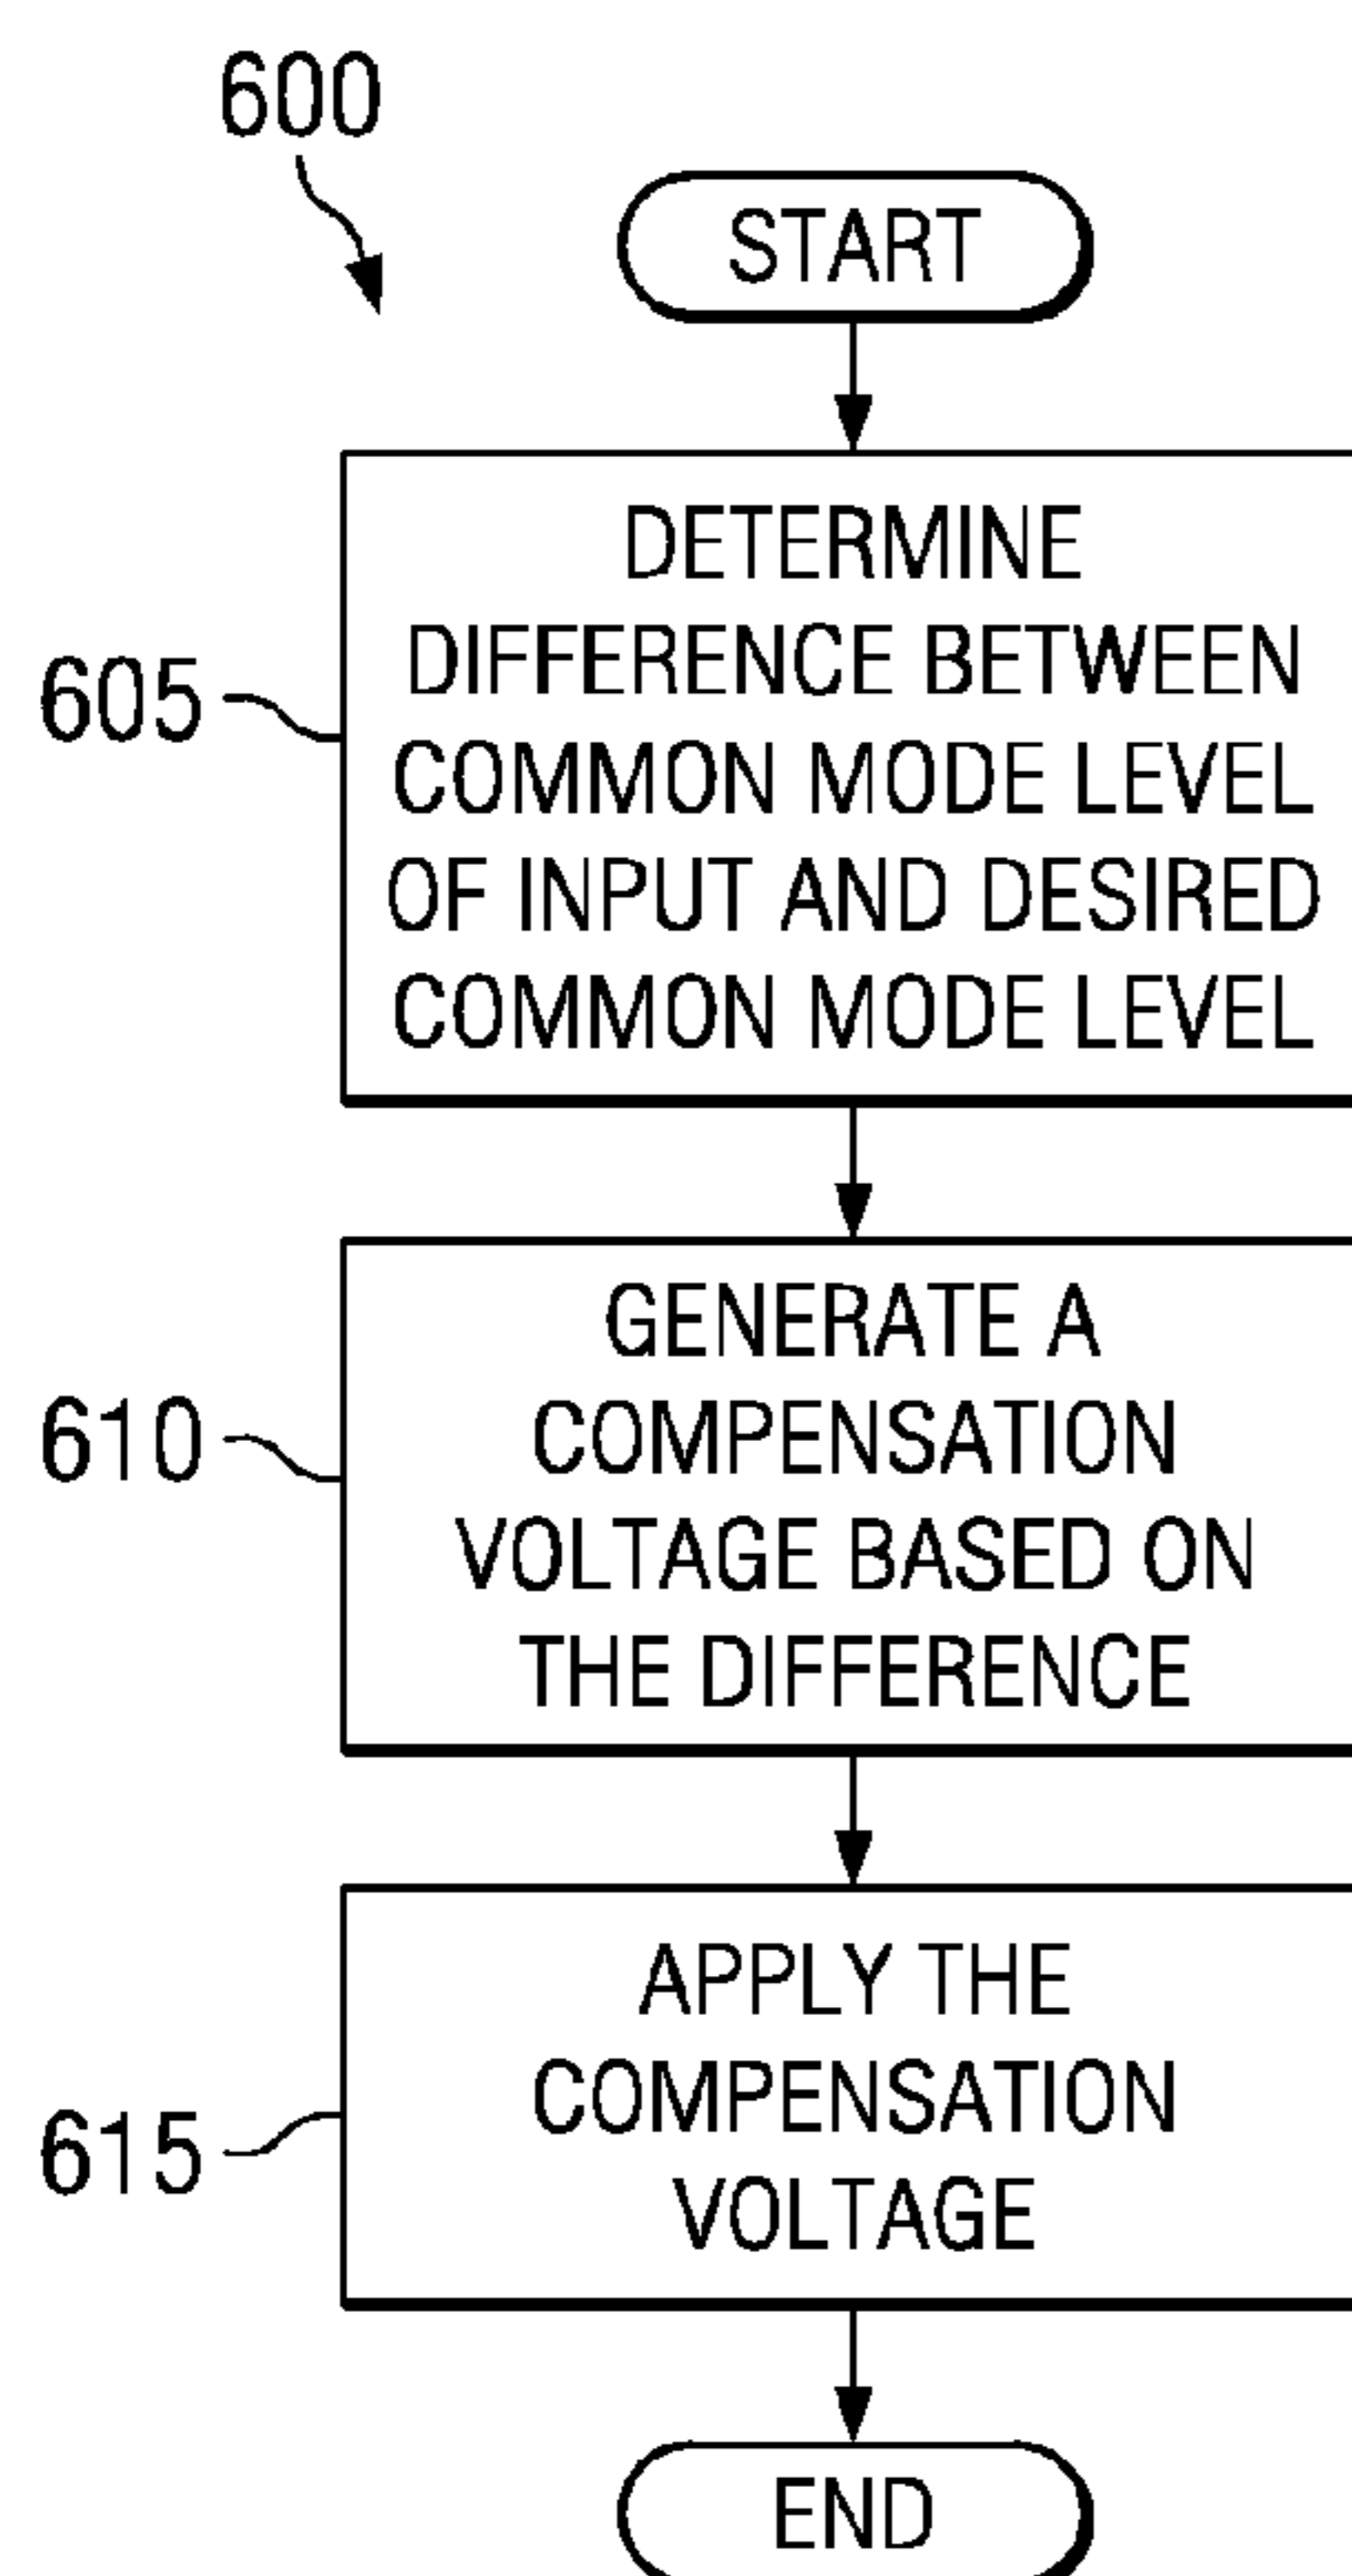 600
START
DETERMINE
DIFFERENCE BETWEEN
COMMON MODE LEVEL
OF INPUT AND DESIRED
COMMON MODE LEVEL
605
GENERATE A
COMPENSATION
VOLTAGE BASED ON
THE DIFFERENCE
610
APPLY THE
COMPENSATION
VOLTAGE
615
END